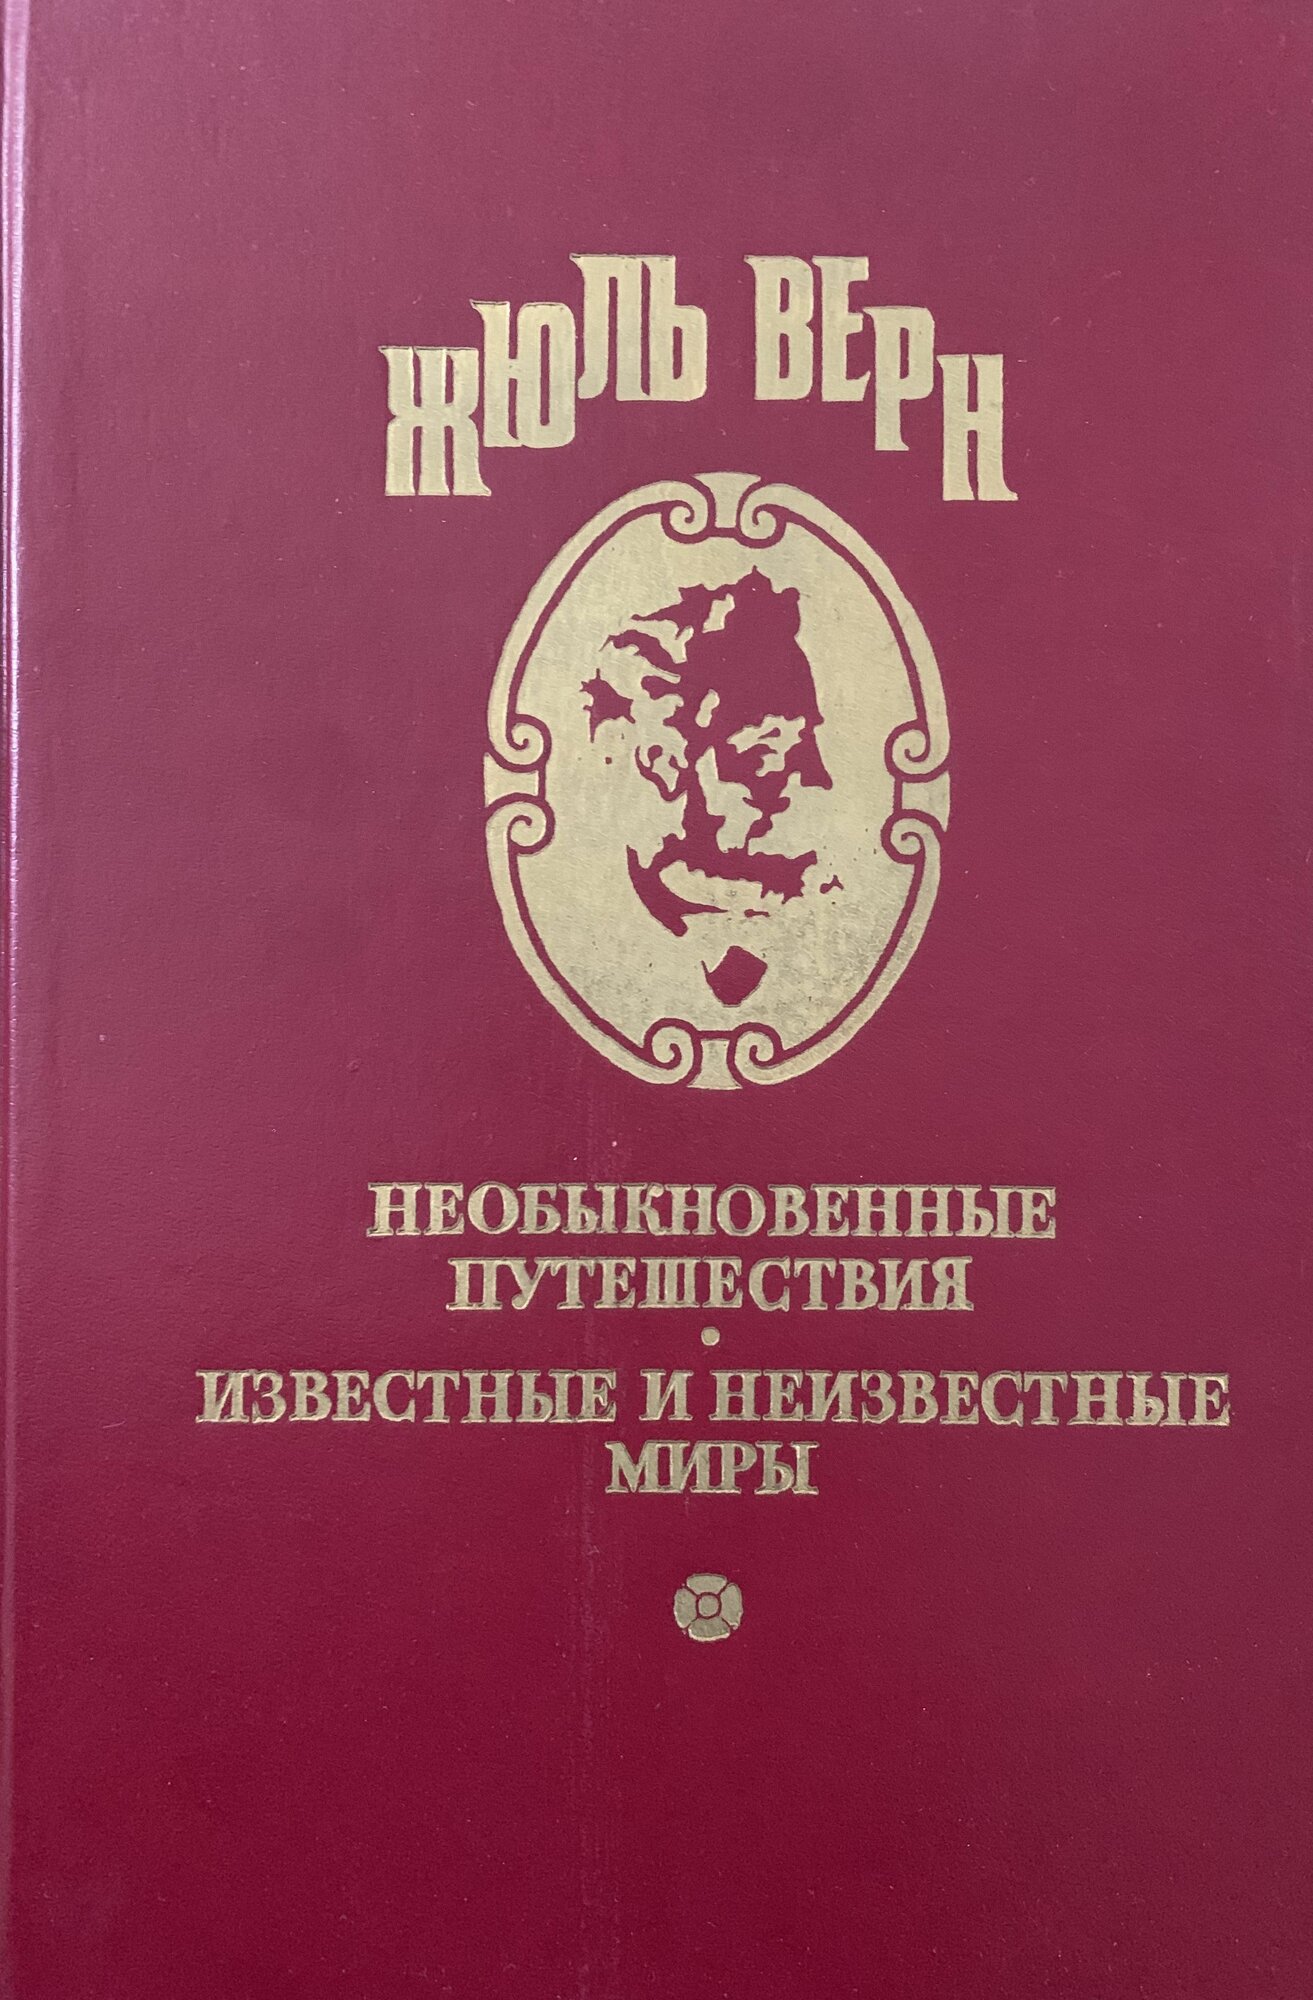 ЖЮЛЬ ВЕРН
НЕОБЫКНОВЕННЫЕ
ПУТЕШЕСТВИЯ
•
ИЗВЕСТНЫЕ И НЕИЗВЕСТНЫЕ
МИРЫ